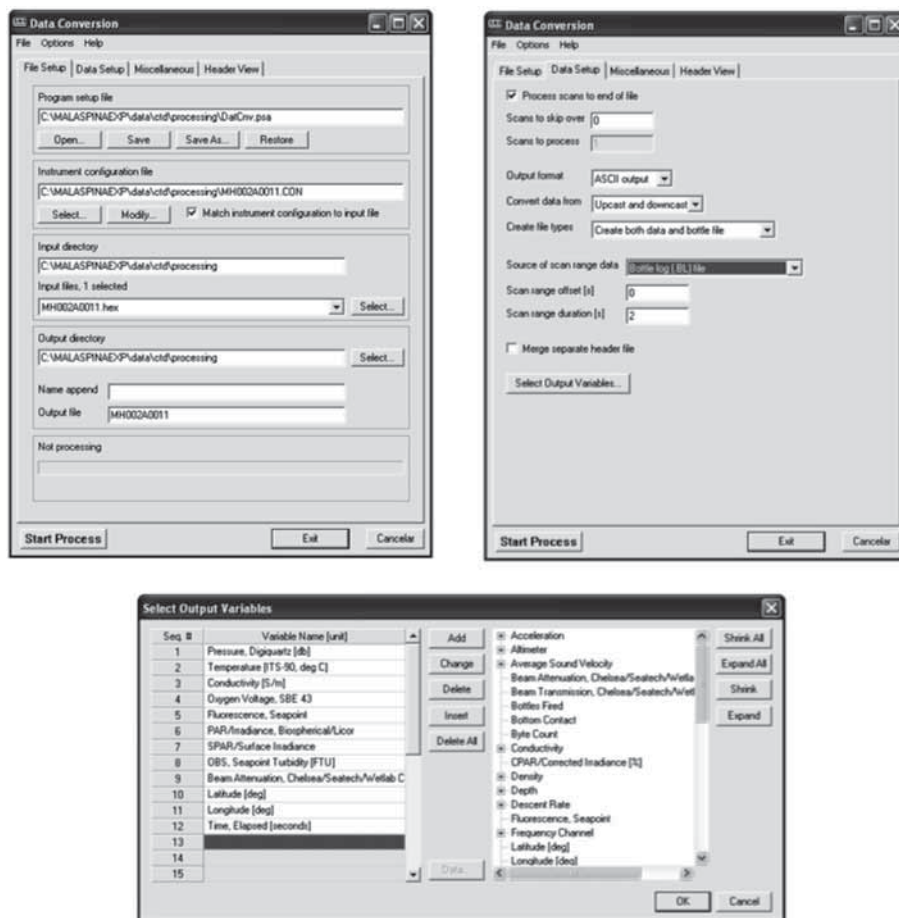 Data Conversion
File Options Help
File Setup Data Setup Miscellaneous Header View
Program setup file
C:\MALASPINAEXP\data\ctd\processing\DatCnv.psa
Open... Save Save As... Restore
Instrument configuration file
C:\MALASPINAEXP\data\ctd\processing\MH002A0011.CON
Select... Modify... Match instrument configuration to input file
Input directory
C:\MALASPINAEXP\data\ctd\processing
Input files, 1 selected
MH002A0011.hex Select...
Output directory
C:\MALASPINAEXP\data\ctd\processing Select...
Name append
Output file MH002A0011
Not processing
Start Process Exit Cancelar
Data Conversion
File Options Help
File Setup Data Setup Miscellaneous Header View
Process scans to end of file
Scans to skip over 0
Scans to process 1
Output format ASCII output
Convert data from Upcast and downcast
Create file types Create both data and bottle file
Source of scan range data Bottle log (.BL) file
Scan range offset [s] 0
Scan range duration [s] 2
Merge separate header file
Select Output Variables...
Start Process Exit Cancelar
Select Output Variables
Seq. # Variable Name [unit]
1 Pressure, Digiquartz [db]
2 Temperature [ITS-90, deg C]
3 Conductivity [S/m]
4 Oxygen Voltage, SBE 43
5 Fluorescence, Seapoint
6 PAR/Irradiance, Biospherical/Licor
7 SPAR/Surface Irradiance
8 OBS, Seapoint Turbidity [FTU]
9 Beam Attenuation, Chelsea/Seatech/Wetlab C
10 Latitude [deg]
11 Longitude [deg]
12 Time, Elapsed [seconds]
13
14
15
Add
Change
Delete
Insert
Delete All
Data...
Acceleration
Altimeter
Average Sound Velocity
Beam Attenuation, Chelsea/Seatech/Wetla
Beam Transmission, Chelsea/Seatech/Wetl
Bottles Fired
Bottom Contact
Byte Count
Conductivity
CPAR/Corrected Irradiance [%]
Density
Depth
Descent Rate
Fluorescence, Seapoint
Frequency Channel
Latitude [deg]
Longitude [deg]
Shrink All
Expand All
Shrink
Expand
OK Cancel